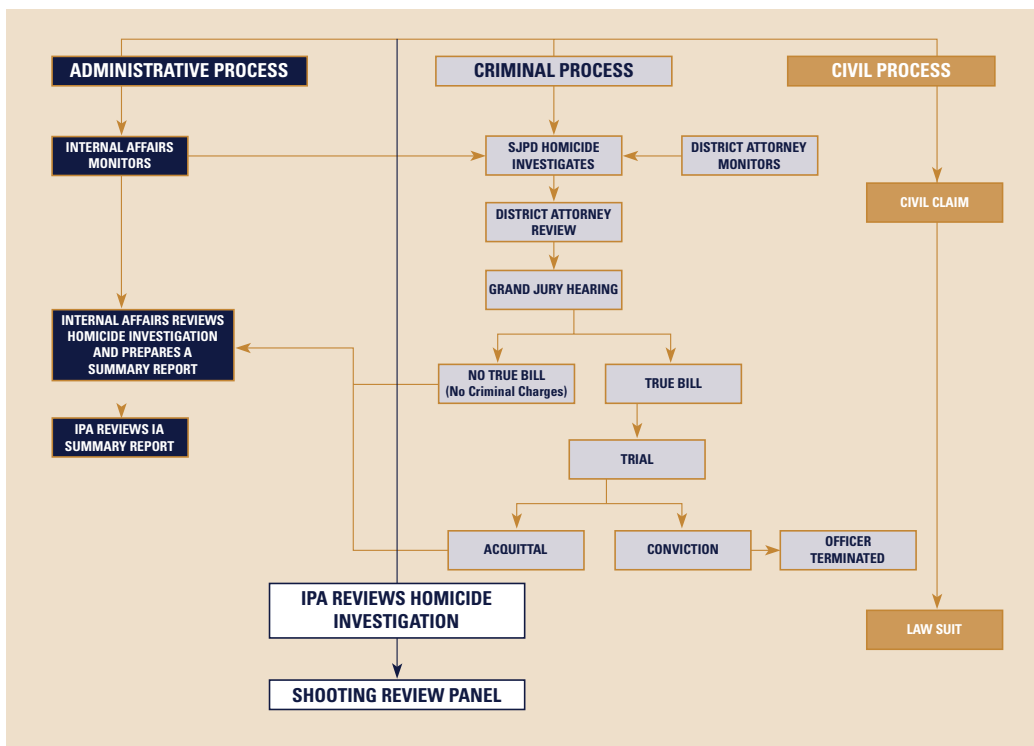 ADMINISTRATIVE PROCESS
CRIMINAL PROCESS
CIVIL PROCESS
INTERNAL AFFAIRS
MONITORS
SJPD HOMICIDE
INVESTIGATES
DISTRICT ATTORNEY
MONITORS
CIVIL CLAIM
DISTRICT ATTORNEY
REVIEW
GRAND JURY HEARING
INTERNAL AFFAIRS REVIEWS
HOMICIDE INVESTIGATION
AND PREPARES A
SUMMARY REPORT
NO TRUE BILL
(No Criminal Charges)
TRUE BILL
IPA REVIEWS IA
SUMMARY REPORT
TRIAL
ACQUITTAL
CONVICTION
OFFICER
TERMINATED
IPA REVIEWS HOMICIDE
INVESTIGATION
LAW SUIT
SHOOTING REVIEW PANEL